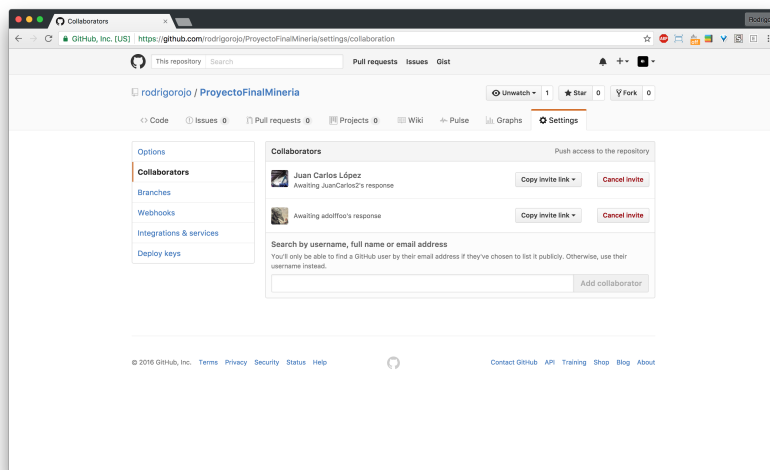 Collaborators
Rodrigo
GitHub, Inc. [US] https://github.com/rodrigorojo/ProyectoFinalMineria/settings/collaboration
ABP
This repository Search Pull requests Issues Gist
rodrigorojo / ProyectoFinalMineria Unwatch 1 Star 0 Fork 0
Code Issues 0 Pull requests 0 Projects 0 Wiki Pulse Graphs Settings
Options
Collaborators
Branches
Webhooks
Integrations & services
Deploy keys
Collaborators Push access to the repository
Juan Carlos López
Awaiting JuanCarlos2's response
Copy invite link Cancel invite
Awaiting adolffoo's response Copy invite link Cancel invite
Search by username, full name or email address
You'll only be able to find a GitHub user by their email address if they've chosen to list it publicly. Otherwise, use their
username instead.
Add collaborator
© 2016 GitHub, Inc. Terms Privacy Security Status Help Contact GitHub API Training Shop Blog About